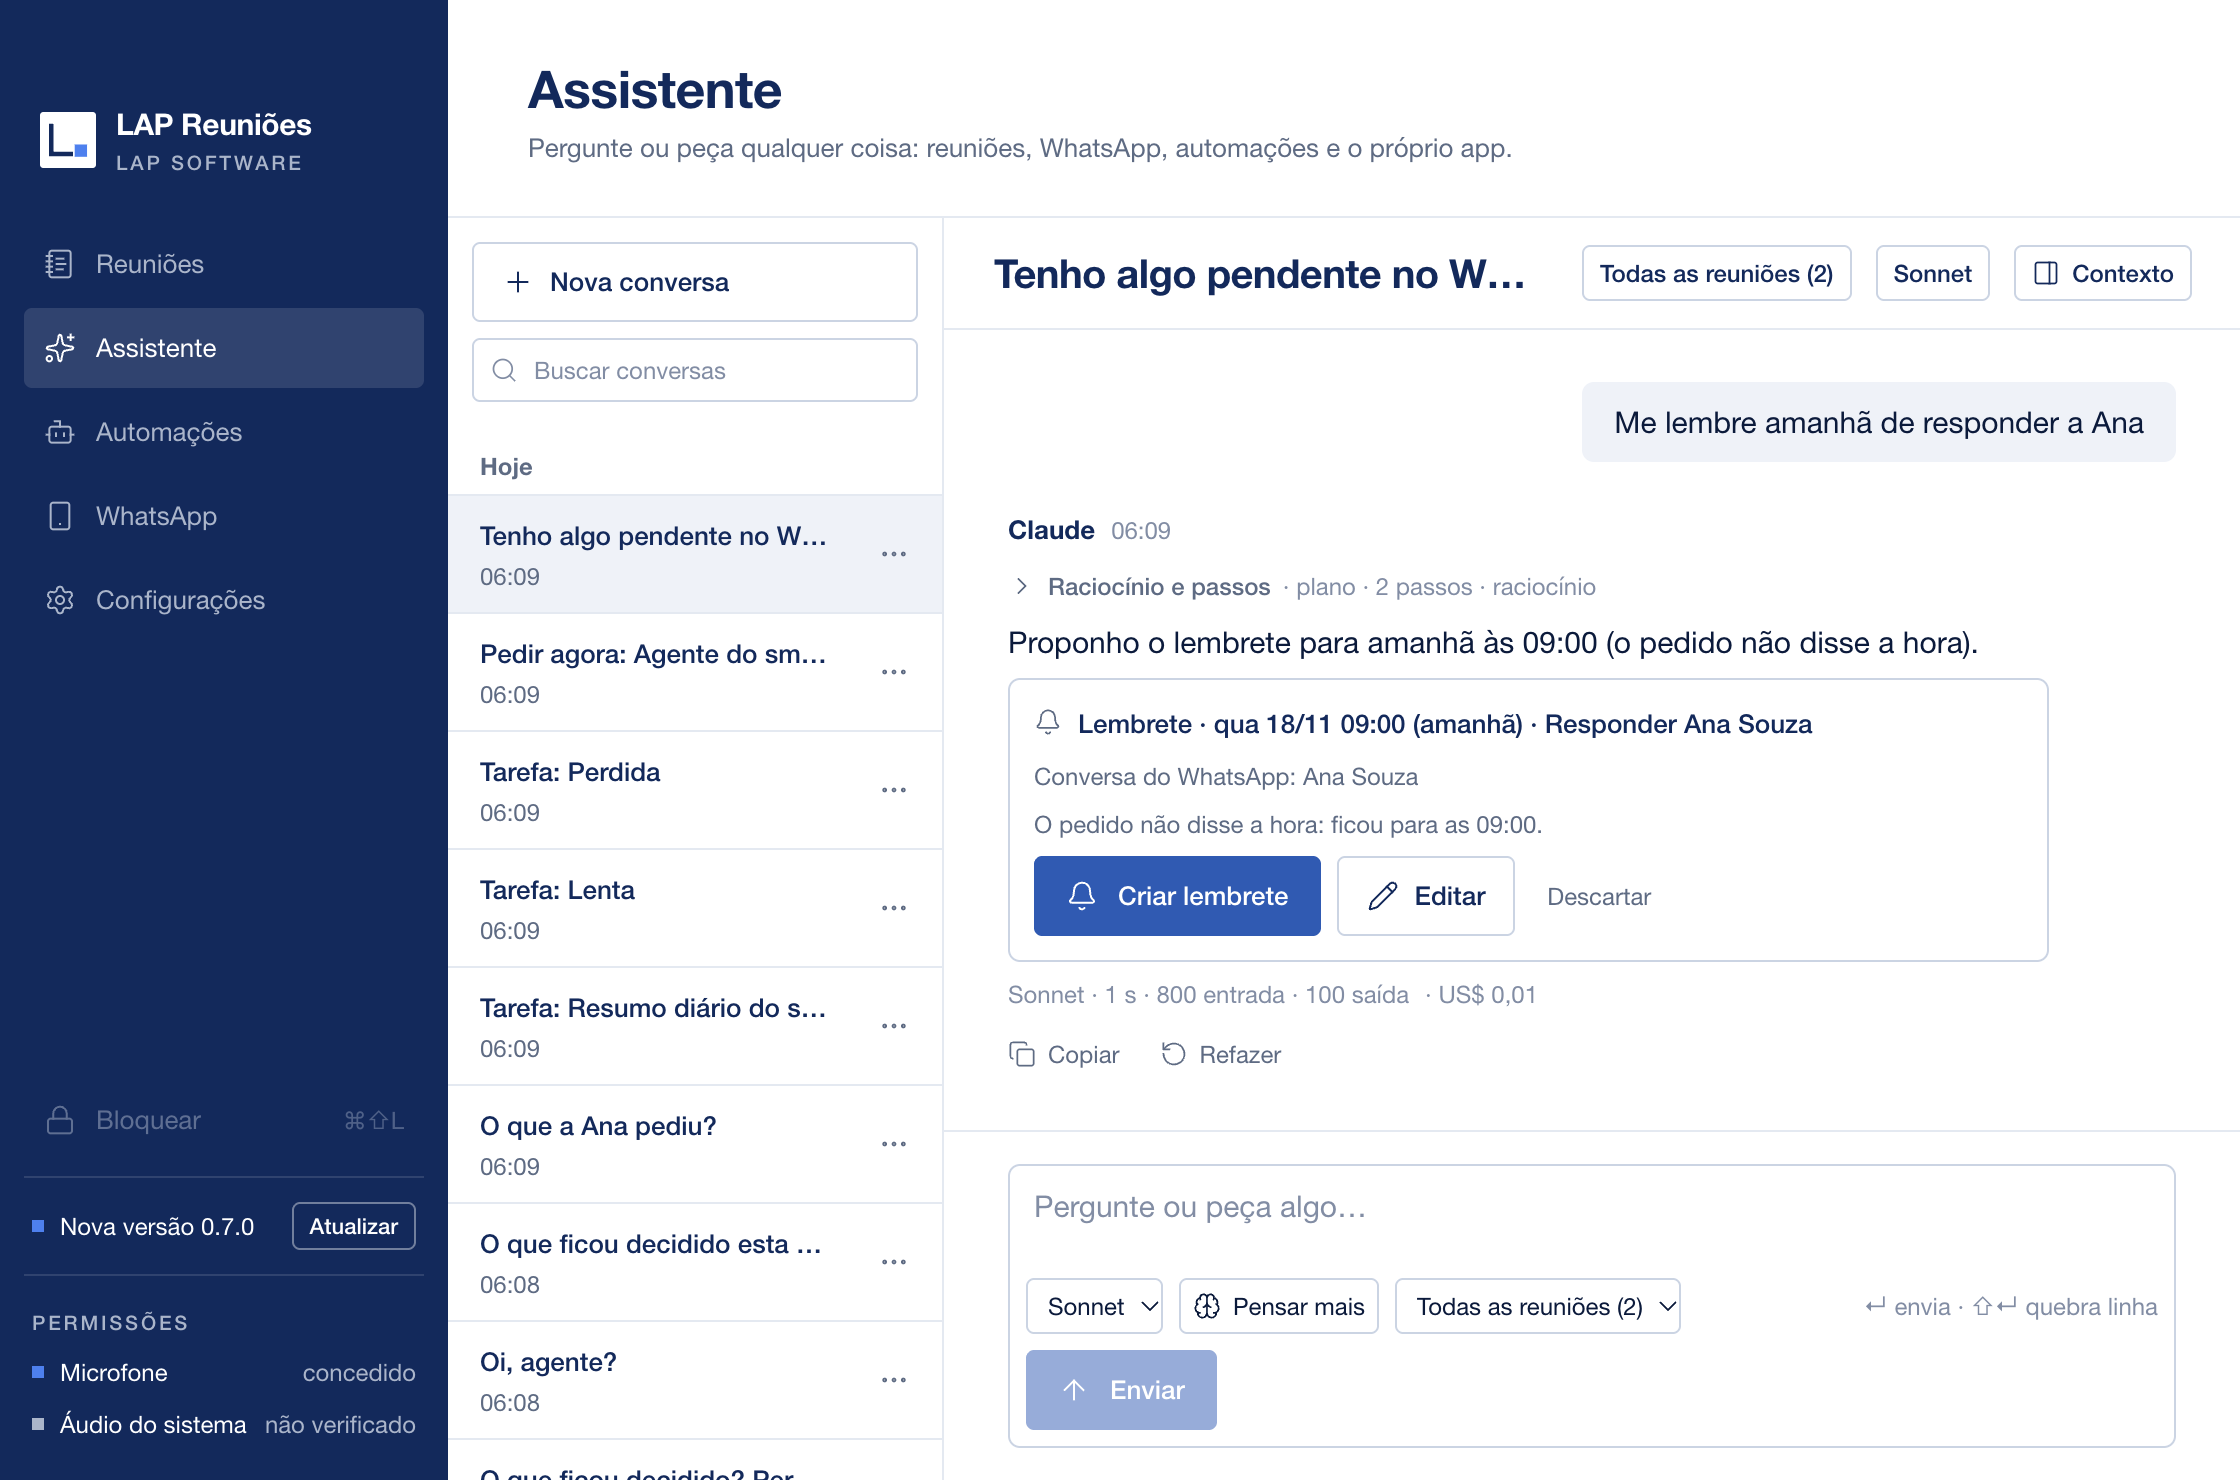 LAP Reuniões
LAP SOFTWARE
Reuniões
Assistente
Automações
WhatsApp
Configurações
Bloquear ⌘⇧L
Nova versão 0.7.0 Atualizar
PERMISSÕES
Microfone concedido
Áudio do sistema não verificado
Assistente
Pergunte ou peça qualquer coisa: reuniões, WhatsApp, automações e o próprio app.
Nova conversa
Buscar conversas
Hoje
Tenho algo pendente no W…
06:09
Pedir agora: Agente do sm…
06:09
Tarefa: Perdida
06:09
Tarefa: Lenta
06:09
Tarefa: Resumo diário do s…
06:09
O que a Ana pediu?
06:09
O que ficou decidido esta …
06:08
Oi, agente?
06:08
O que ficou decidido? Per…
Tenho algo pendente no W…
Todas as reuniões (2) Sonnet Contexto
Me lembre amanhã de responder a Ana
Claude 06:09
Raciocínio e passos · plano · 2 passos · raciocínio
Proponho o lembrete para amanhã às 09:00 (o pedido não disse a hora).
Lembrete · qua 18/11 09:00 (amanhã) · Responder Ana Souza
Conversa do WhatsApp: Ana Souza
O pedido não disse a hora: ficou para as 09:00.
Criar lembrete Editar Descartar
Sonnet · 1 s · 800 entrada · 100 saída · US$ 0,01
Copiar Refazer
Pergunte ou peça algo…
Sonnet Pensar mais Todas as reuniões (2) ↵ envia · ⇧↵ quebra linha
Enviar